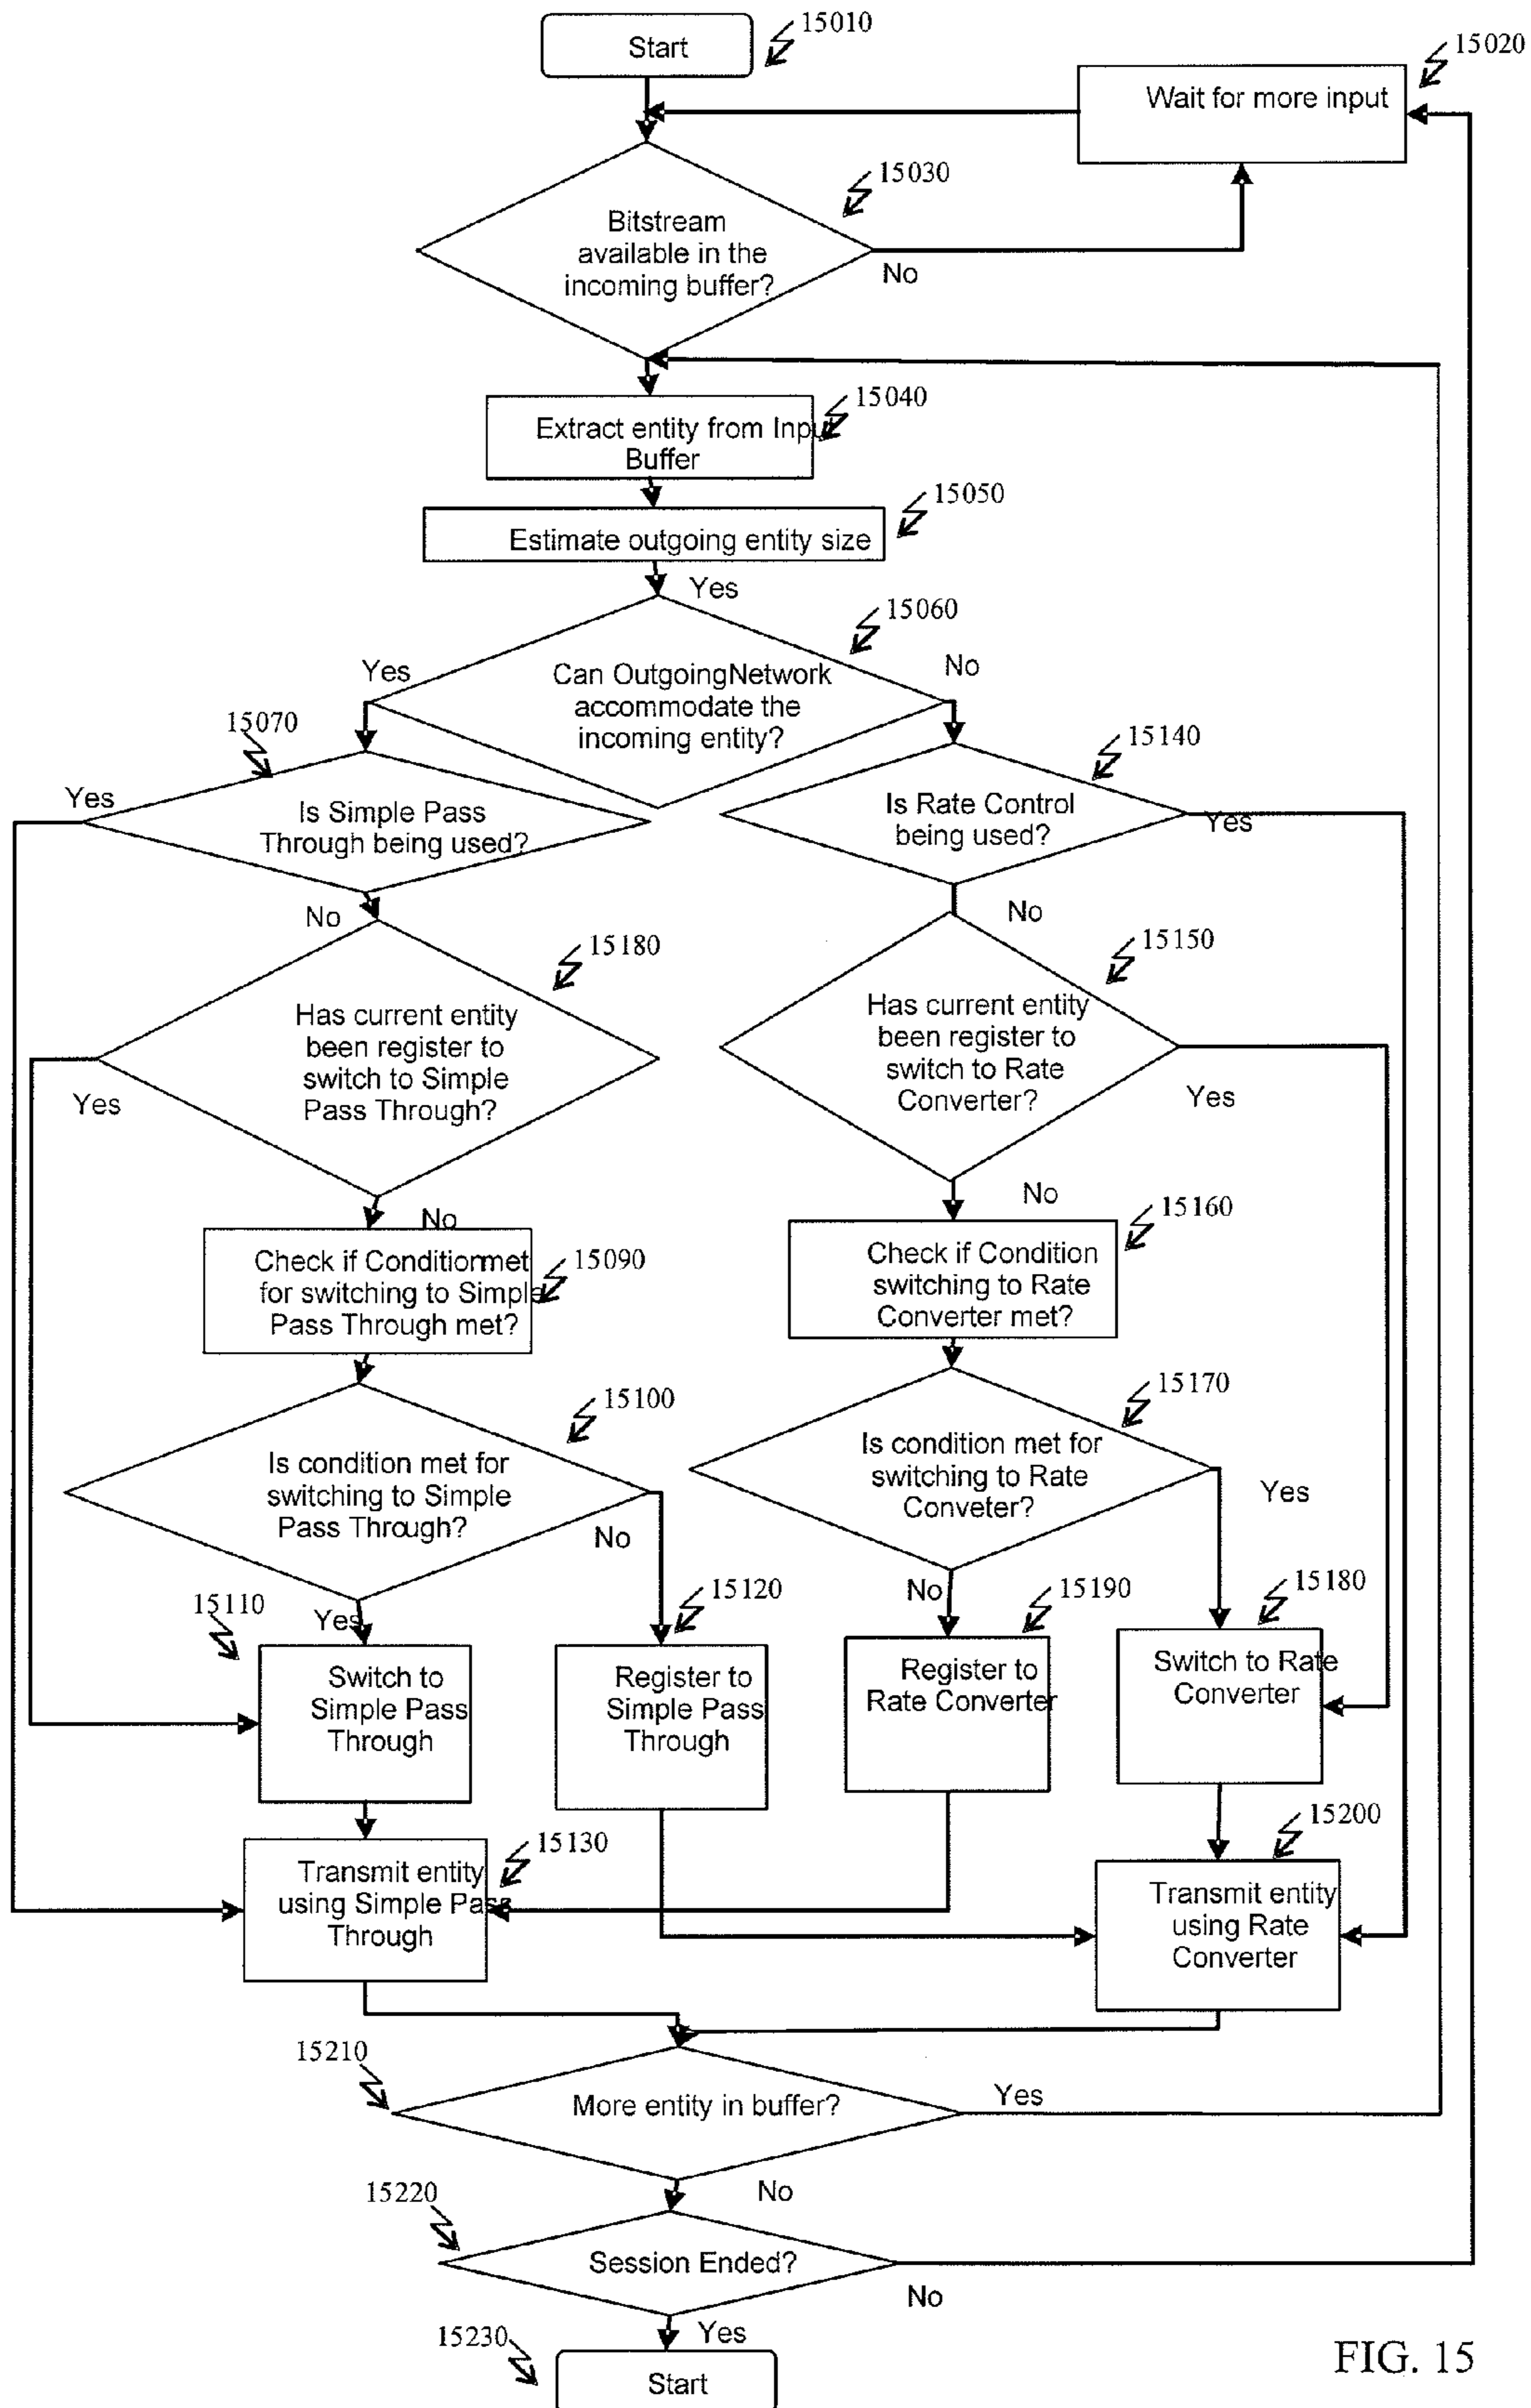 Start
15010
15020
Wait for more input
15030
Bitstream
available in the
incoming buffer?
No
15040
Extract entity from Input
Buffer
15050
Estimate outgoing entity size
Yes
15060
Yes
Can OutgoingNetwork
accommodate the
incoming entity?
No
15070
15140
Yes
Is Simple Pass
Through being used?
Is Rate Control
being used?
Yes
No
No
15180
15150
Has current entity
been register to
switch to Simple
Pass Through?
Has current entity
been register to
switch to Rate
Converter?
Yes
Yes
No
No
15160
Check if Conditionmet
for switching to Simple
Pass Through met?
15090
Check if Condition
switching to Rate
Converter met?
15100
15170
Is condition met for
switching to Simple
Pass Through?
Is condition met for
switching to Rate
Conveter?
No
Yes
15110
Yes
15120
No
15190
15180
Switch to
Simple Pass
Through
Register to
Simple Pass
Through
Register to
Rate Converter
Switch to Rate
Converter
15130
15200
Transmit entity
using Simple Pass
Through
Transmit entity
using Rate
Converter
15210
More entity in buffer?
Yes
No
15220
Session Ended?
No
Yes
15230
Start
FIG. 15